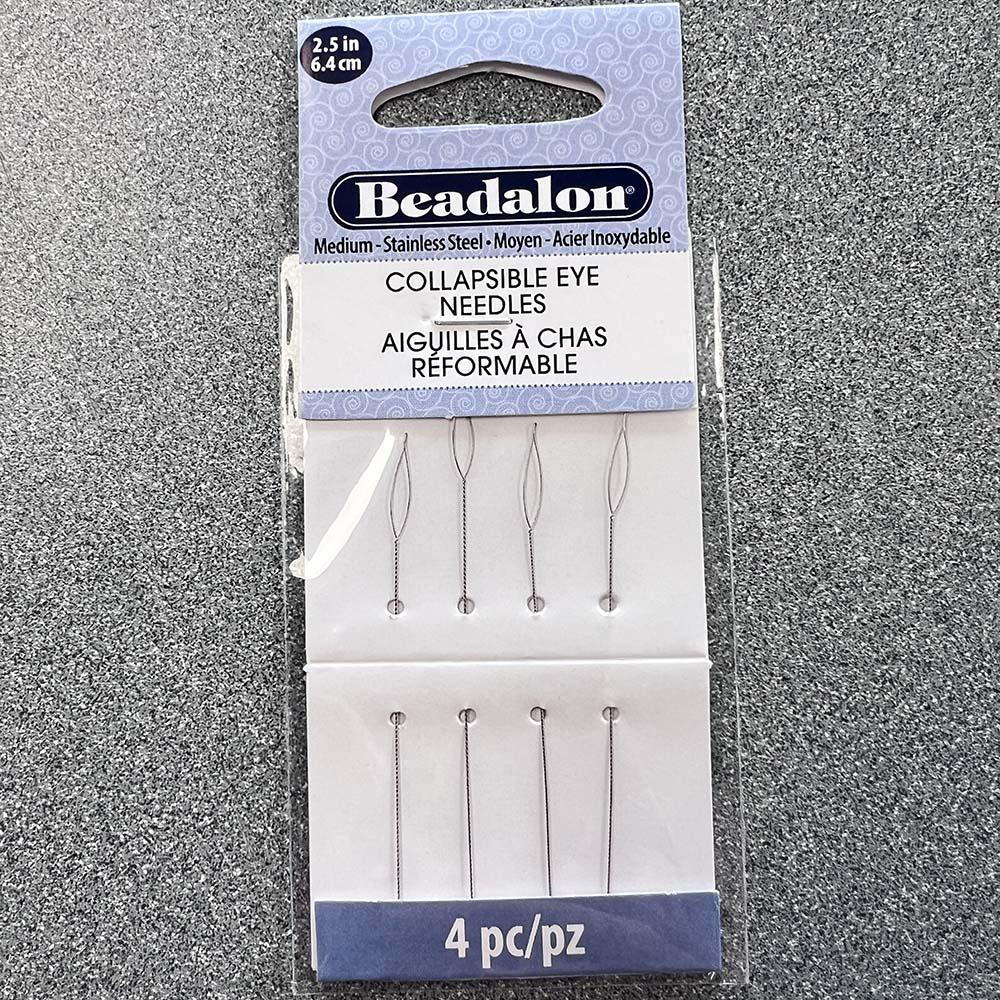 2.5 in
6.4 cm
Beadalon®
Medium - Stainless Steel • Moyen - Acier Inoxydable
COLLAPSIBLE EYE
NEEDLES
AIGUILLES À CHAS
RÉFORMABLE
4 pc/pz